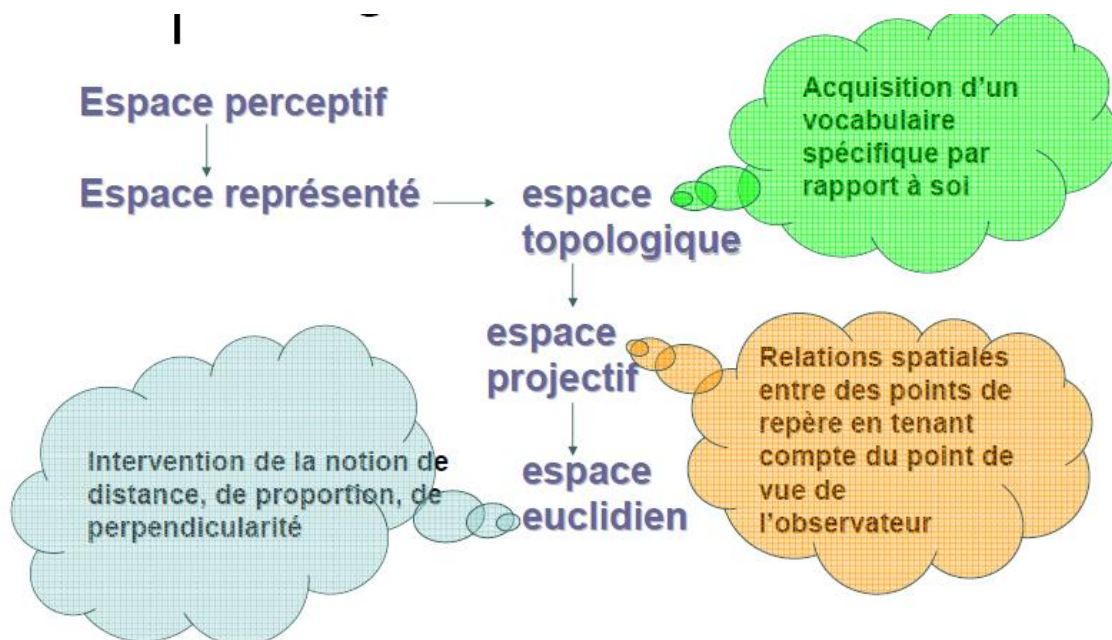 Espace perceptif
Espace représenté
espace
topologique
Acquisition d'un
vocabulaire
spécifique par
rapport à soi
espace
projectif
Relations spatiales
entre des points de
repère en tenant
compte du point de
vue de
l'observateur
espace
euclidien
Intervention de la notion de
distance, de proportion, de
perpendicularité